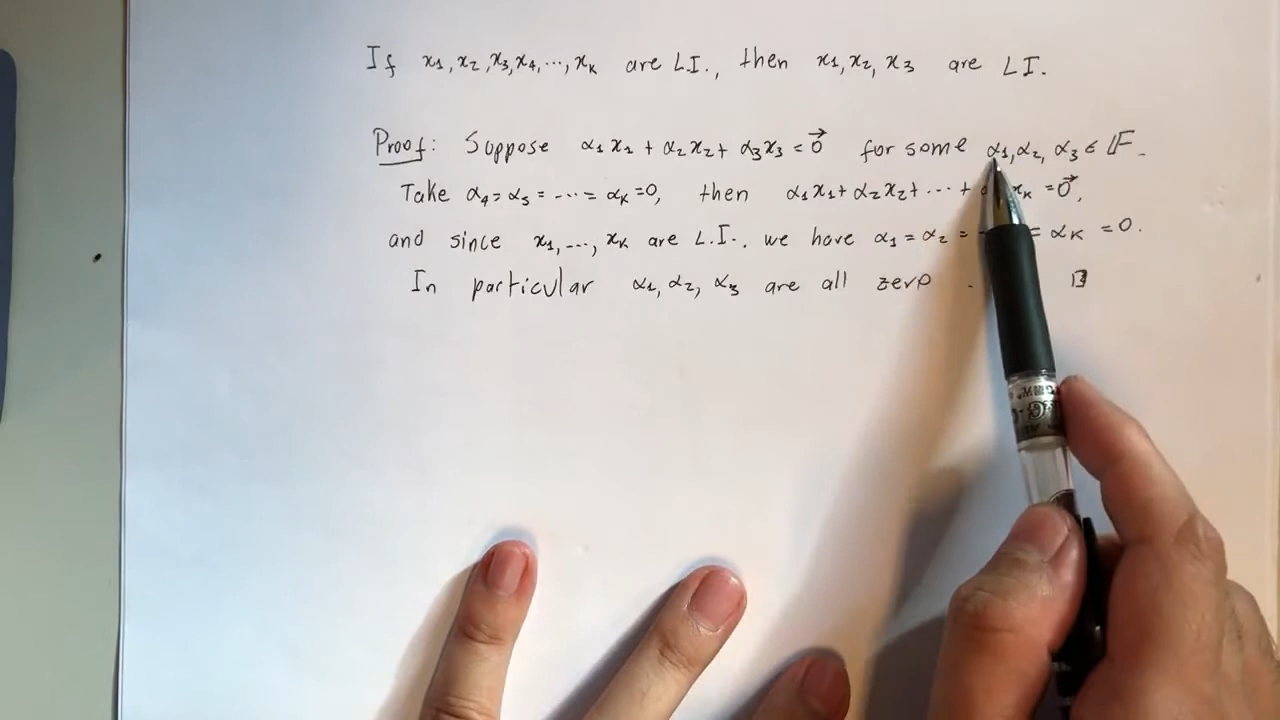 If x₁, x₂, x₃, x₄, ..., xₖ are LI., then x₁, x₂, x₃ are LI.
Proof: Suppose α₁x₁ + α₂x₂ + α₃x₃ = 0⃗ for some α₁, α₂, α₃ ∈ 𝔽.
Take α₄ = α₅ = ... = αₖ = 0, then α₁x₁ + α₂x₂ + ... + xₖ = 0⃗,
and since x₁, ..., xₖ are L.I., we have α₁ = α₂ = = αₖ = 0.
In particular α₁, α₂, α₃ are all zero.